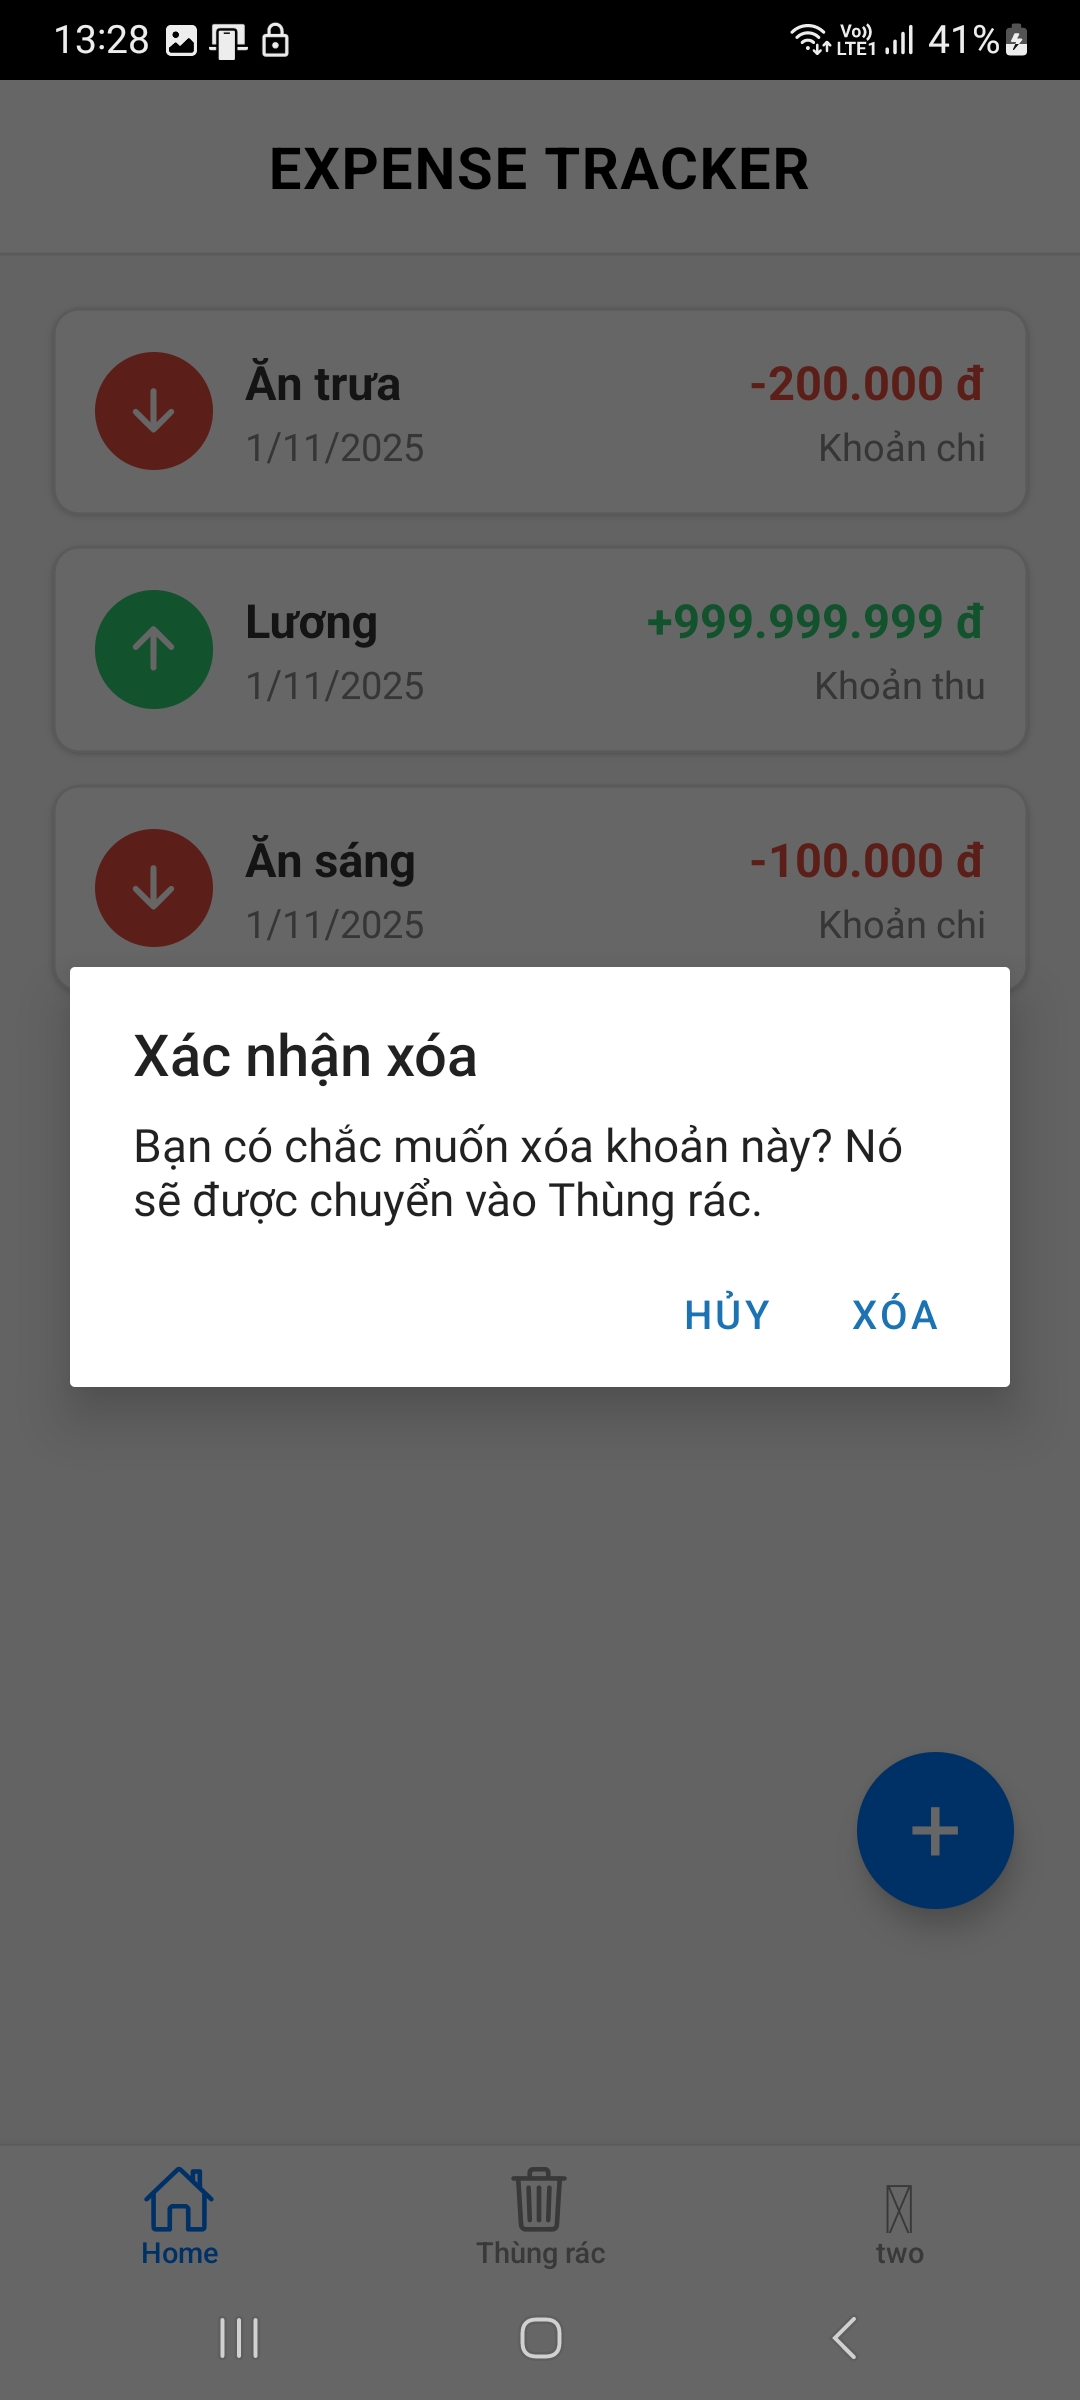 13:28
Vo)) LTE1 41%
EXPENSE TRACKER
Ăn trưa
-200.000 đ
1/11/2025
Khoản chi
Lương
+999.999.999 đ
1/11/2025
Khoản thu
Ăn sáng
-100.000 đ
1/11/2025
Khoản chi
Xác nhận xóa
Bạn có chắc muốn xóa khoản này? Nó
sẽ được chuyển vào Thùng rác.
HỦY
XÓA
Home
Thùng rác
two